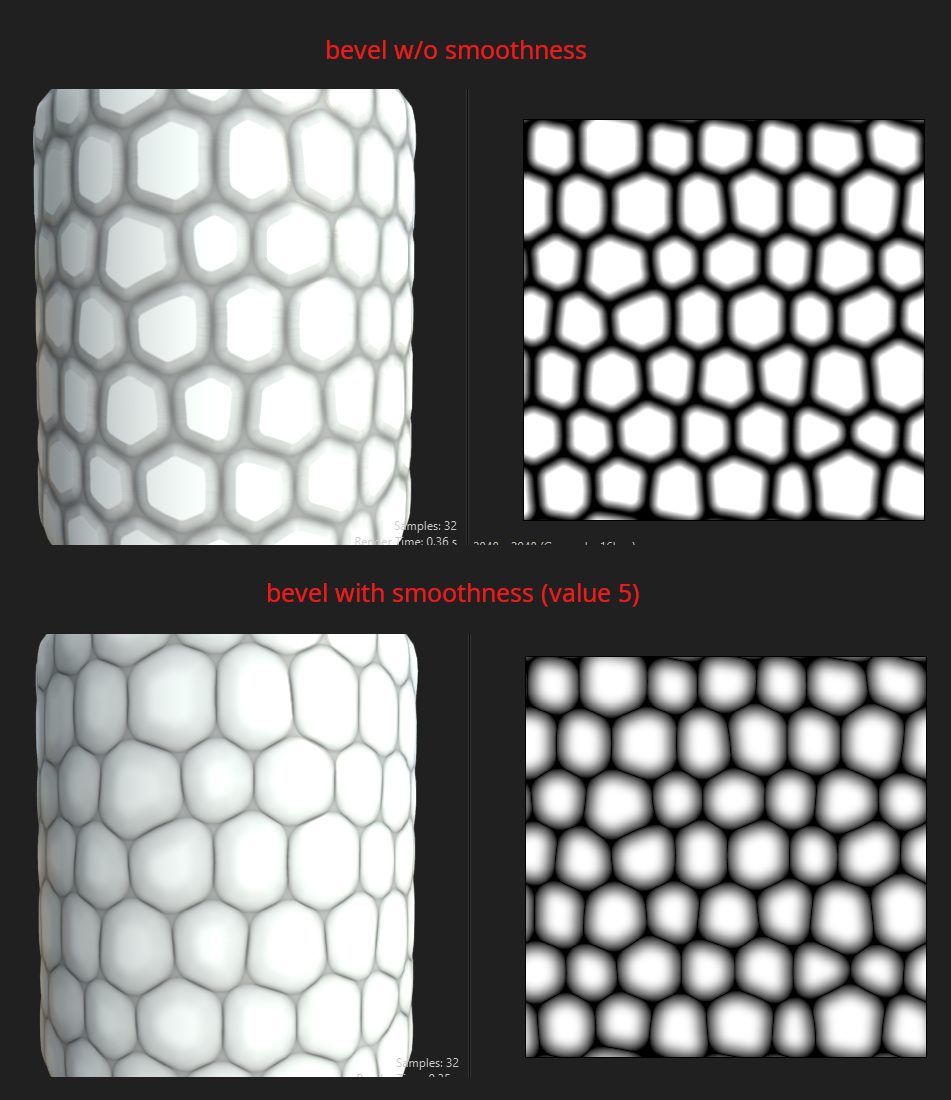 bevel w/o smoothness
Samples: 32
Render Time: 0.36 s
bevel with smoothness (value 5)
Samples: 32